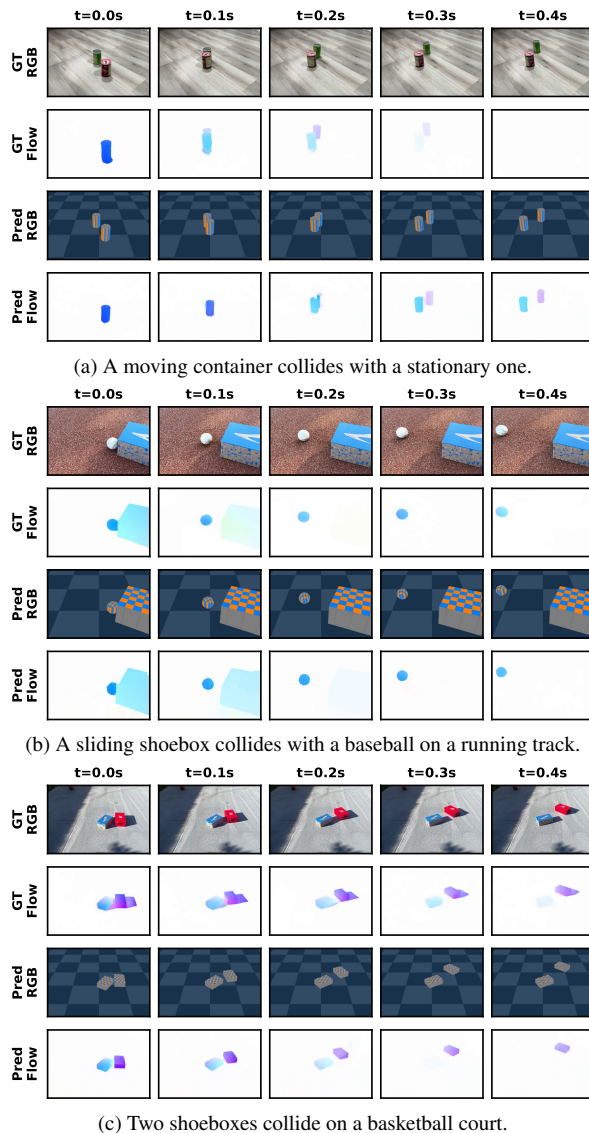 t=0.0s t=0.1s t=0.2s t=0.3s t=0.4s
GT
RGB
GT
Flow
Pred
RGB
Pred
Flow
(a) A moving container collides with a stationary one.
t=0.0s t=0.1s t=0.2s t=0.3s t=0.4s
GT
RGB
GT
Flow
Pred
RGB
Pred
Flow
(b) A sliding shoebox collides with a baseball on a running track.
t=0.0s t=0.1s t=0.2s t=0.3s t=0.4s
GT
RGB
GT
Flow
Pred
RGB
Pred
Flow
(c) Two shoeboxes collide on a basketball court.